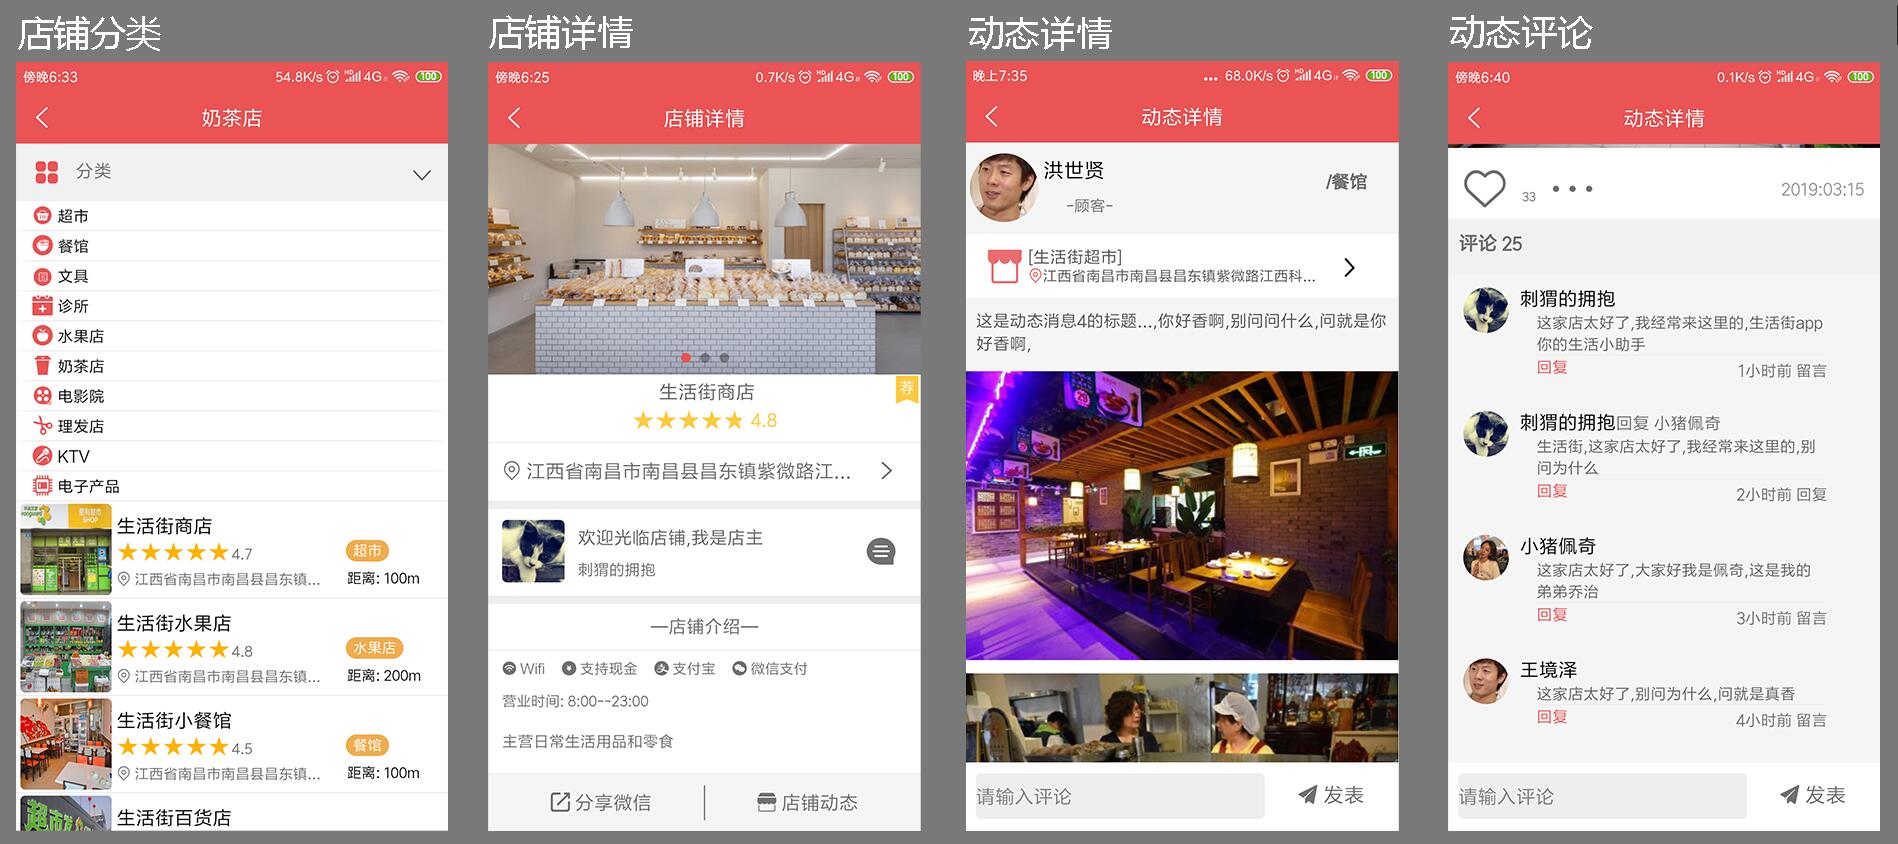 店铺分类
傍晚6:33
54.8K/s
HD
4G
100
奶茶店
分类
超市
餐馆
文具
诊所
水果店
奶茶店
电影院
理发店
KTV
电子产品
便利超市
SHOP
生活街商店
4.7
超市
江西省南昌市南昌县昌东镇...
距离: 100m
生活街水果店
4.8
水果店
江西省南昌市南昌县昌东镇...
距离: 200m
生活街小餐馆
4.5
餐馆
江西省南昌市南昌县昌东镇...
距离: 100m
生活街百货店
店铺详情
傍晚6:25
0.7K/s
HD
4G
100
店铺详情
生活街商店
荐
4.8
江西省南昌市南昌县昌东镇紫微路江...
欢迎光临店铺,我是店主
刺猬的拥抱
—店铺介绍—
Wifi 支持现金 支付宝 微信支付
营业时间: 8:00--23:00
主营日常生活用品和零食
分享微信
店铺动态
动态详情
晚上7:35
... 68.0K/s
HD
4G
100
动态详情
洪世贤
/餐馆
-顾客-
[生活街超市]
江西省南昌市南昌县昌东镇紫微路江西科...
这是动态消息4的标题...,你好香啊,别问问什么,问就是你
好香啊,
请输入评论
发表
动态评论
傍晚6:40
0.1K/s
HD
4G
100
动态详情
33
•••
2019:03:15
评论 25
刺猬的拥抱
这家店太好了,我经常来这里的,生活街app
你的生活小助手
回复
1小时前 留言
刺猬的拥抱回复 小猪佩奇
生活街,这家店太好了,我经常来这里的,别
问为什么
回复
2小时前 回复
小猪佩奇
这家店太好了,大家好我是佩奇,这是我的
弟弟乔治
回复
3小时前 留言
王境泽
这家店太好了,别问为什么,问就是真香
回复
4小时前 留言
请输入评论
发表